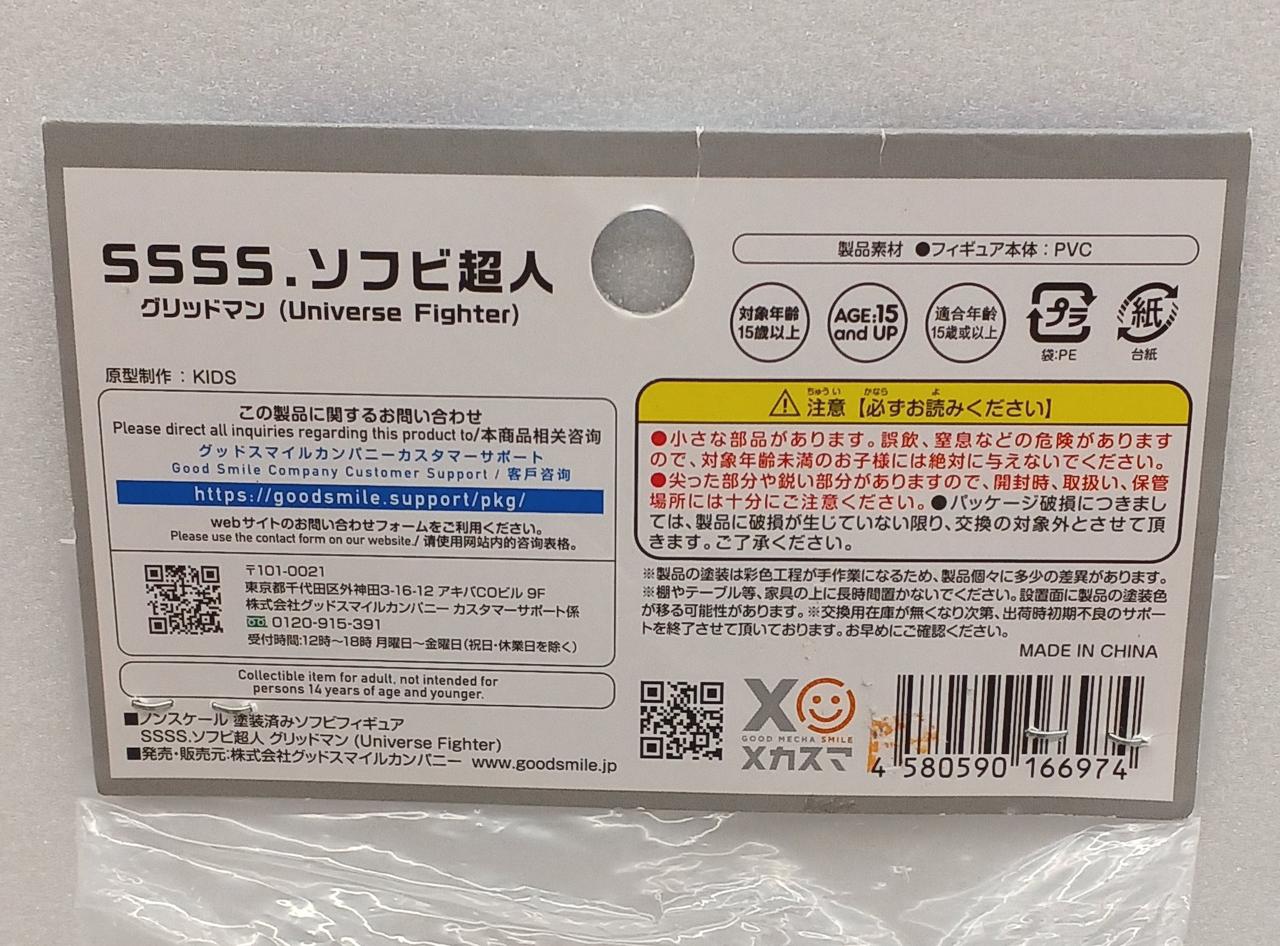 SSSS.ソフビ超人
グリッドマン (Universe Fighter)
原型制作：KIDS
この製品に関するお問い合わせ
Please direct all inquiries regarding this product to/本商品相关咨询
グッドスマイルカンパニーカスタマーサポート
Good Smile Company Customer Support / 客戶咨询
https://goodsmile.support/pkg/
webサイトのお問い合わせフォームをご利用ください。
Please use the contact form on our website./ 请使用网站内的咨询表格。
〒101-0021
東京都千代田区外神田3-16-12 アキバCOビル 9F
株式会社グッドスマイルカンパニー カスタマーサポート係
0120-915-391
受付時間:12時〜18時 月曜日〜金曜日(祝日・休業日を除く)
Collectible item for adult, not intended for
persons 14 years of age and younger.
■ノンスケール 塗装済みソフビフィギュア
SSSS.ソフビ超人 グリッドマン (Universe Fighter)
■発売・販売元:株式会社グッドスマイルカンパニー www.goodsmile.jp
製品素材 ●フィギュア本体：PVC
対象年齢
15歳以上
AGE:15
and UP
適合年齢
15歲或以上
プラ
袋:PE
紙
台紙
ちゅうい かなら よ
注意【必ずお読みください】
●小さな部品があります。誤飲、窒息などの危険があります
ので、対象年齢未満のお子様には絶対に与えないでください。
●尖った部分や鋭い部分がありますので、開封時、取扱い、保管
場所には十分にご注意ください。●パッケージ破損につきまし
ては、製品に破損が生じていない限り、交換の対象外とさせて頂
きます。ご了承ください。
※製品の塗装は彩色工程が手作業になるため、製品個々に多少の差異があります。
※棚やテーブル等、家具の上に長時間置かないでください。設置面に製品の塗装色
が移る可能性があります。※交換用在庫が無くなり次第、出荷時初期不良のサポー
トを終了させて頂いております。お早めにご確認ください。
MADE IN CHINA
GOOD MECHA SMILE
メカスマ
4 580590 166974